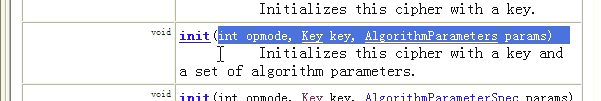 Initializes this cipher with a key.
void init(int opmode, Key key, AlgorithmParameters params)
Initializes this cipher with a key and
a set of algorithm parameters.
void init(int opmode, Key key, AlgorithmParameterSpec params)